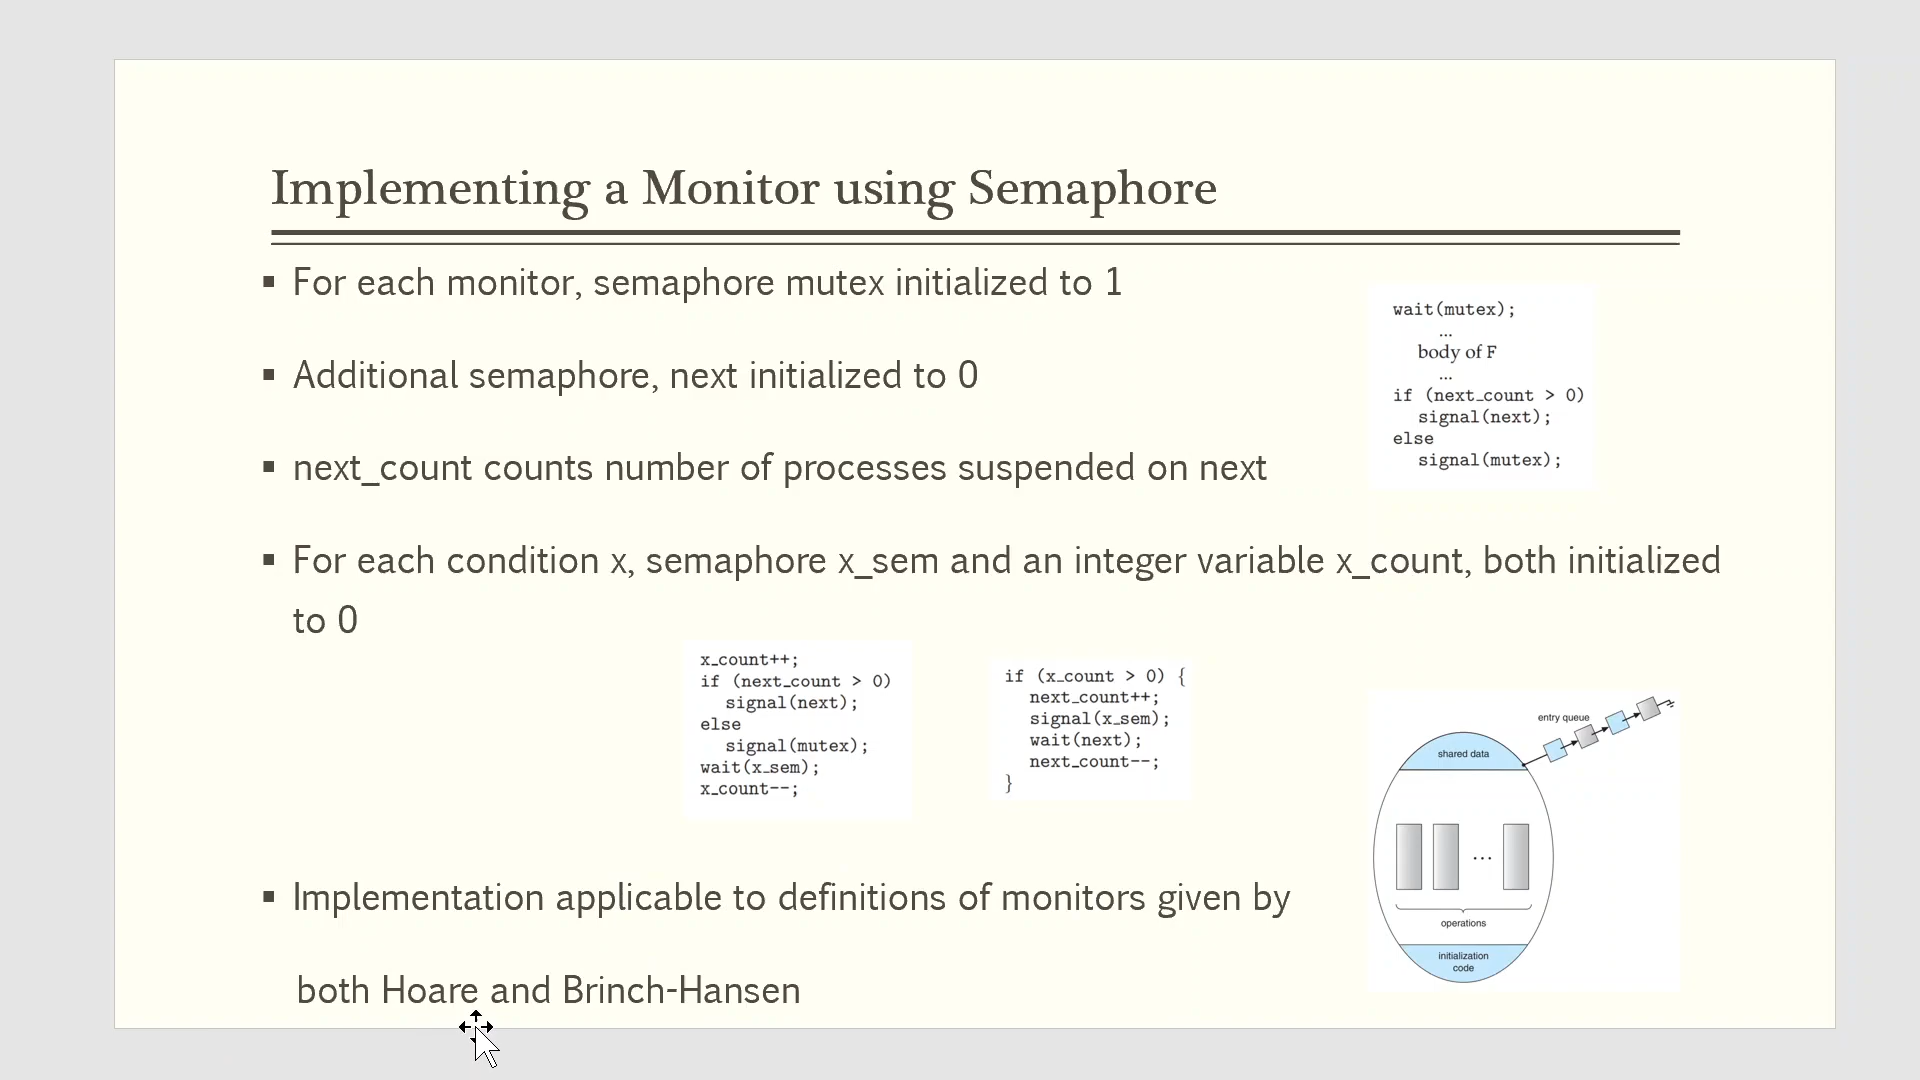 Implementing a Monitor using Semaphore
▪ For each monitor, semaphore mutex initialized to 1
▪ Additional semaphore, next initialized to 0
▪ next_count counts number of processes suspended on next
wait(mutex);
...
body of F
...
if (next_count > 0)
signal(next);
else
signal(mutex);
▪ For each condition x, semaphore x_sem and an integer variable x_count, both initialized
to 0
x_count++;
if (next_count > 0)
signal(next);
else
signal(mutex);
wait(x_sem);
x_count--;
if (x_count > 0) {
next_count++;
signal(x_sem);
wait(next);
next_count--;
}
entry queue
shared data
...
operations
initialization
code
▪ Implementation applicable to definitions of monitors given by
both Hoare and Brinch-Hansen